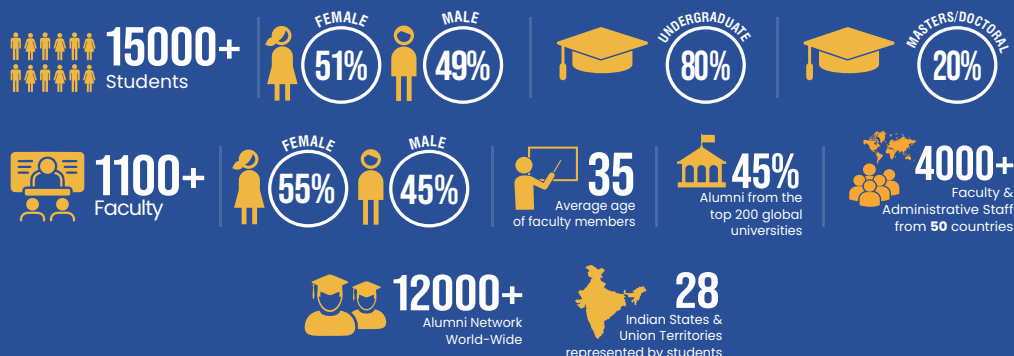 15000+
Students
FEMALE
51%
MALE
49%
UNDERGRADUATE
80%
MASTERS/DOCTORAL
20%
1100+
Faculty
FEMALE
55%
MALE
45%
35
Average age
of faculty members
45%
Alumni from the
top 200 global
universities
4000+
Faculty &
Administrative Staff
from 50 countries
12000+
Alumni Network
World-Wide
28
Indian States &
Union Territories
represented by students